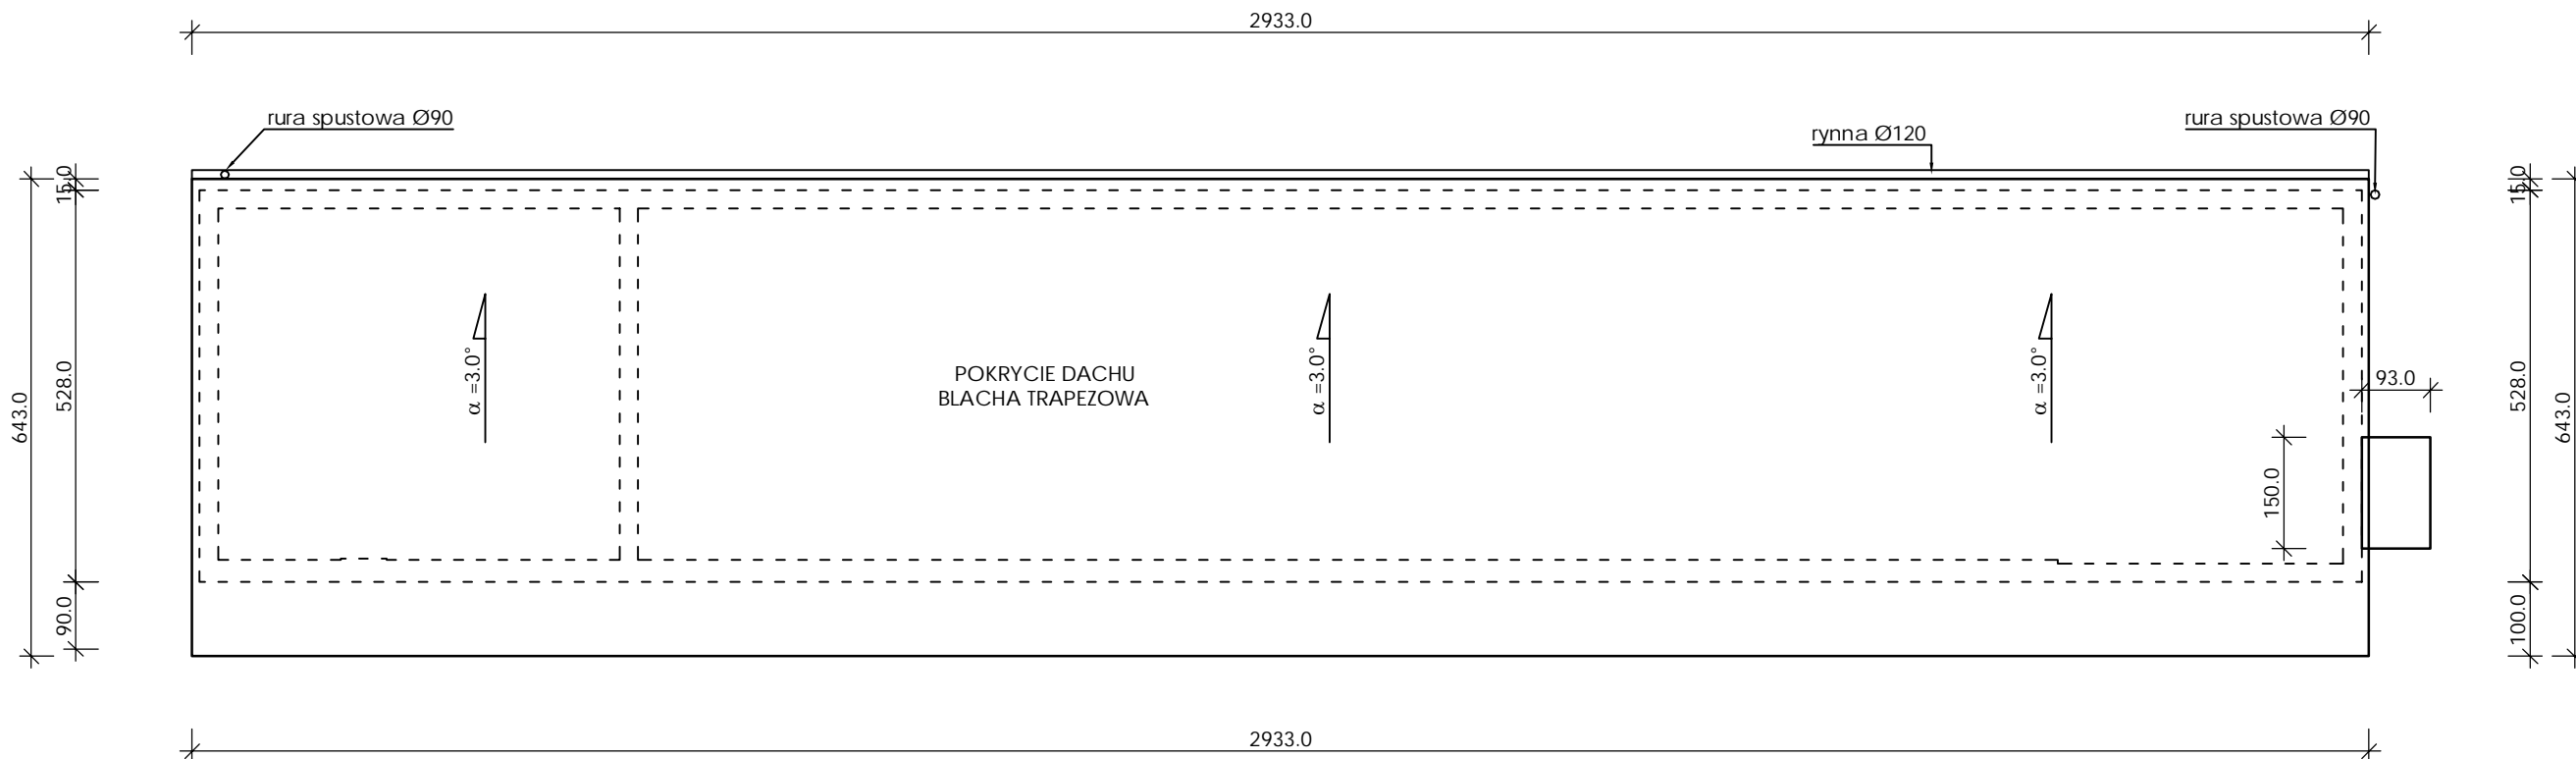 2933.0
rura spustowa Ø90
rynna Ø120
rura spustowa Ø90
15.0
15.0
643.0
528.0
α =3.0°
α =3.0°
α =3.0°
POKRYCIE DACHU
BLACHA TRAPEZOWA
93.0
528.0
643.0
150.0
90.0
100.0
2933.0